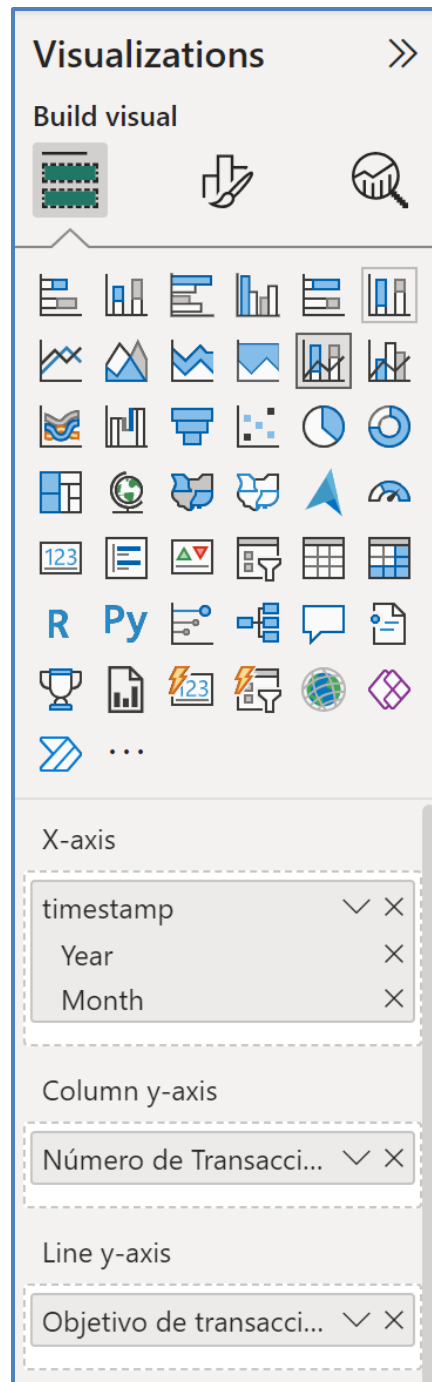 Visualizations
Build visual
123
R Py
123
...
X-axis
timestamp
Year
Month
Column y-axis
Número de Transacci...
Line y-axis
Objetivo de transacci...